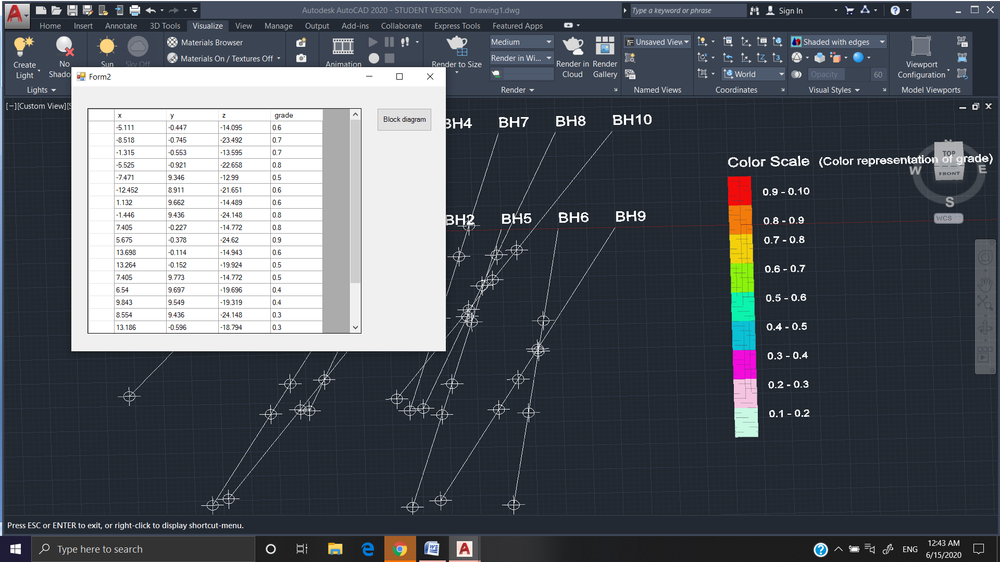 Autodesk AutoCAD 2020 - STUDENT VERSION Drawing1.dwg
Type a keyword or phrase
Sign In
Home Insert Annotate 3D Tools Visualize View Manage Output Add-ins Collaborate Express Tools Featured Apps
Create Light
No
Shado
Sun
Sky Off
Lights
Materials Browser
Materials On / Textures Off
Animation
Render to Size
Medium
Render in Wi...
Render in Cloud
Render Gallery
Render
Unsaved View
Named Views
World
Coordinates
Shaded with edges
Opacity 60
Visual Styles
Viewport Configuration
Model Viewports
[−][Custom View][S
Form2
x y z grade
-5.111 -0.447 -14.095 0.6
-8.518 -0.745 -23.492 0.7
-1.315 -0.553 -13.595 0.7
-5.525 -0.921 -22.658 0.8
-7.471 9.346 -12.99 0.5
-12.452 8.911 -21.651 0.6
1.132 9.662 -14.489 0.6
-1.446 9.436 -24.148 0.8
7.405 -0.227 -14.772 0.8
5.675 -0.378 -24.62 0.9
13.698 -0.114 -14.943 0.6
13.264 -0.152 -19.924 0.5
7.405 9.773 -14.772 0.5
6.54 9.697 -19.696 0.4
9.843 9.549 -19.319 0.4
8.554 9.436 -24.148 0.3
13.186 -0.596 -18.794 0.3
Block diagram
BH4 BH7 BH8 BH10
BH2 BH5 BH6 BH9
Color Scale (Color representation of grade)
0.9 - 0.10
0.8 - 0.9
0.7 - 0.8
0.6 - 0.7
0.5 - 0.6
0.4 - 0.5
0.3 - 0.4
0.2 - 0.3
0.1 - 0.2
N
TOP
W
FRONT
E
S
WCS
Press ESC or ENTER to exit, or right-click to display shortcut-menu.
Type here to search
ENG
12:43 AM
6/15/2020